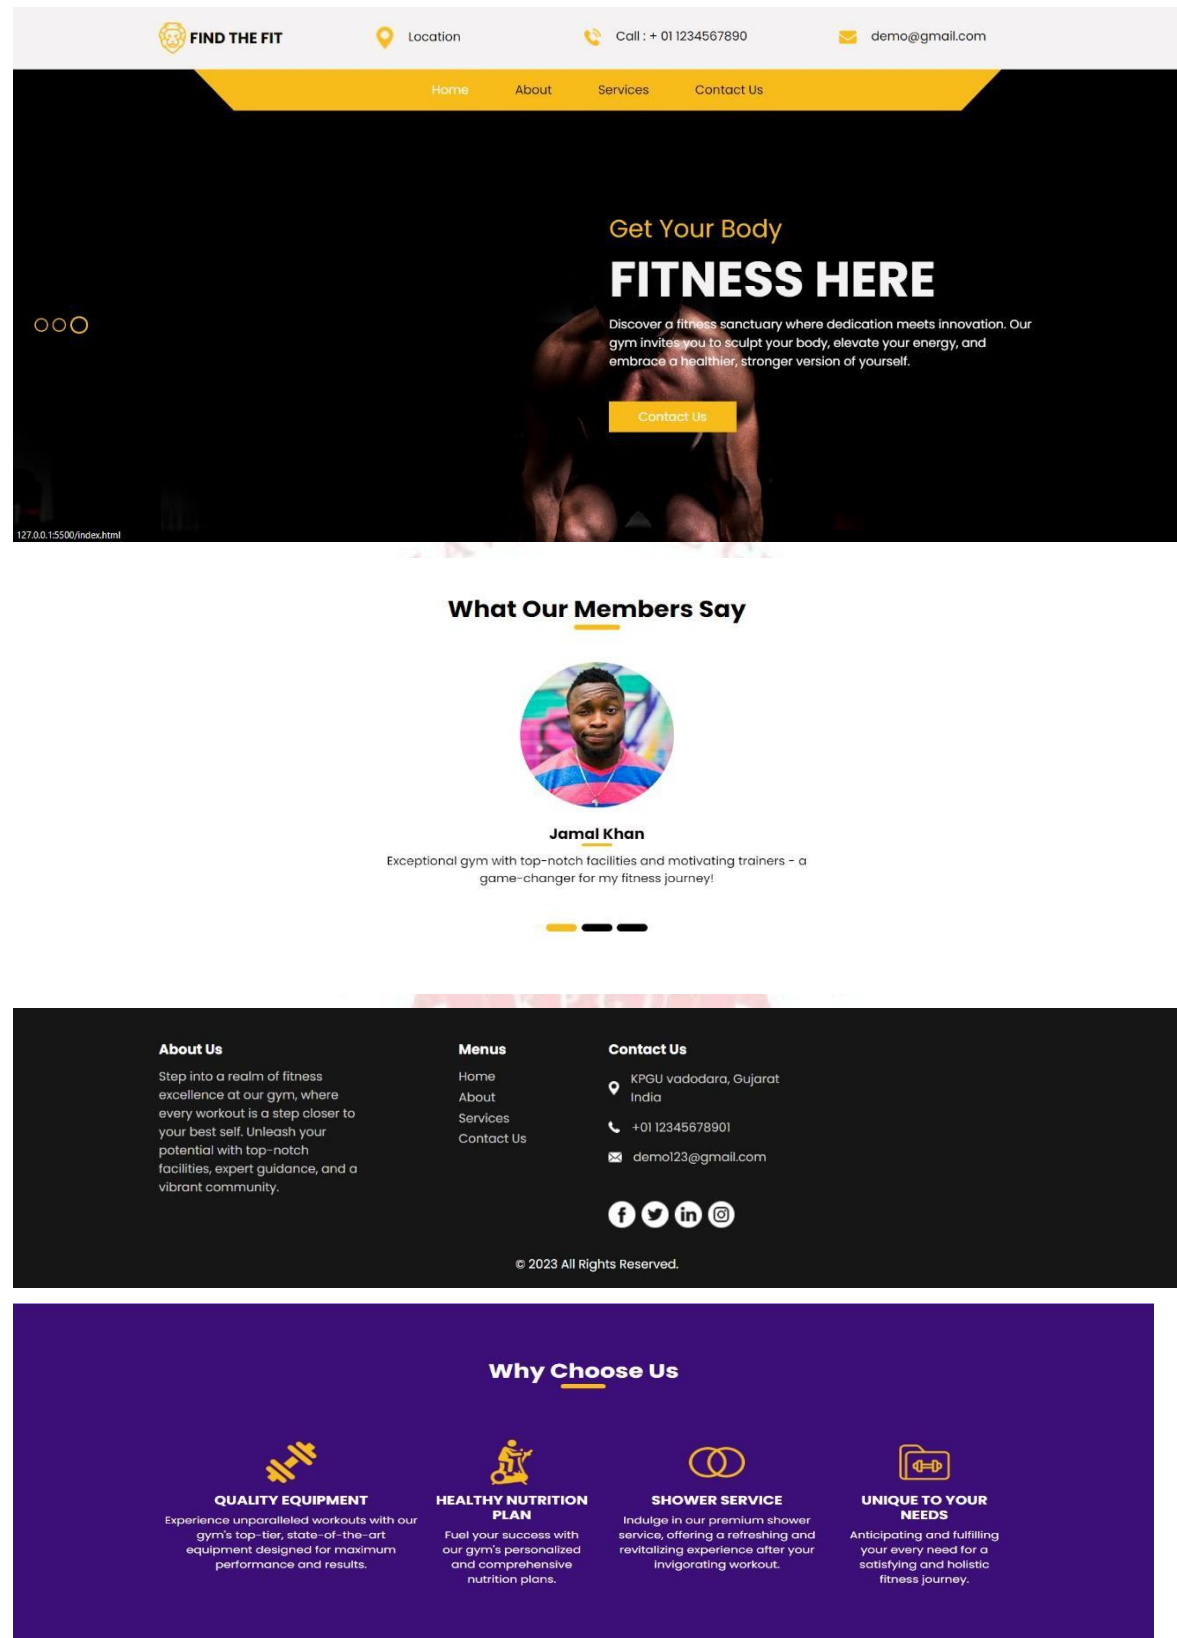 FIND THE FIT
Location
Call : + 01 1234567890
demo@gmail.com
Home
About
Services
Contact Us
Get Your Body
FITNESS HERE
Discover a fitness sanctuary where dedication meets innovation. Our
gym invites you to sculpt your body, elevate your energy, and
embrace a healthier, stronger version of yourself.
Contact Us
127.0.0.1:5500/index.html
What Our Members Say
Jamal Khan
Exceptional gym with top-notch facilities and motivating trainers - a
game-changer for my fitness journey!
K P G U
About Us
Step into a realm of fitness
excellence at our gym, where
every workout is a step closer to
your best self. Unleash your
potential with top-notch
facilities, expert guidance, and a
vibrant community.
Menus
Home
About
Services
Contact Us
Contact Us
KPGU vadodara, Gujarat
India
+01 12345678901
demo123@gmail.com
© 2023 All Rights Reserved.
Why Choose Us
QUALITY EQUIPMENT
Experience unparalleled workouts with our
gym's top-tier, state-of-the-art
equipment designed for maximum
performance and results.
HEALTHY NUTRITION
PLAN
Fuel your success with
our gym's personalized
and comprehensive
nutrition plans.
SHOWER SERVICE
Indulge in our premium shower
service, offering a refreshing and
revitalizing experience after your
invigorating workout.
UNIQUE TO YOUR
NEEDS
Anticipating and fulfilling
your every need for a
satisfying and holistic
fitness journey.